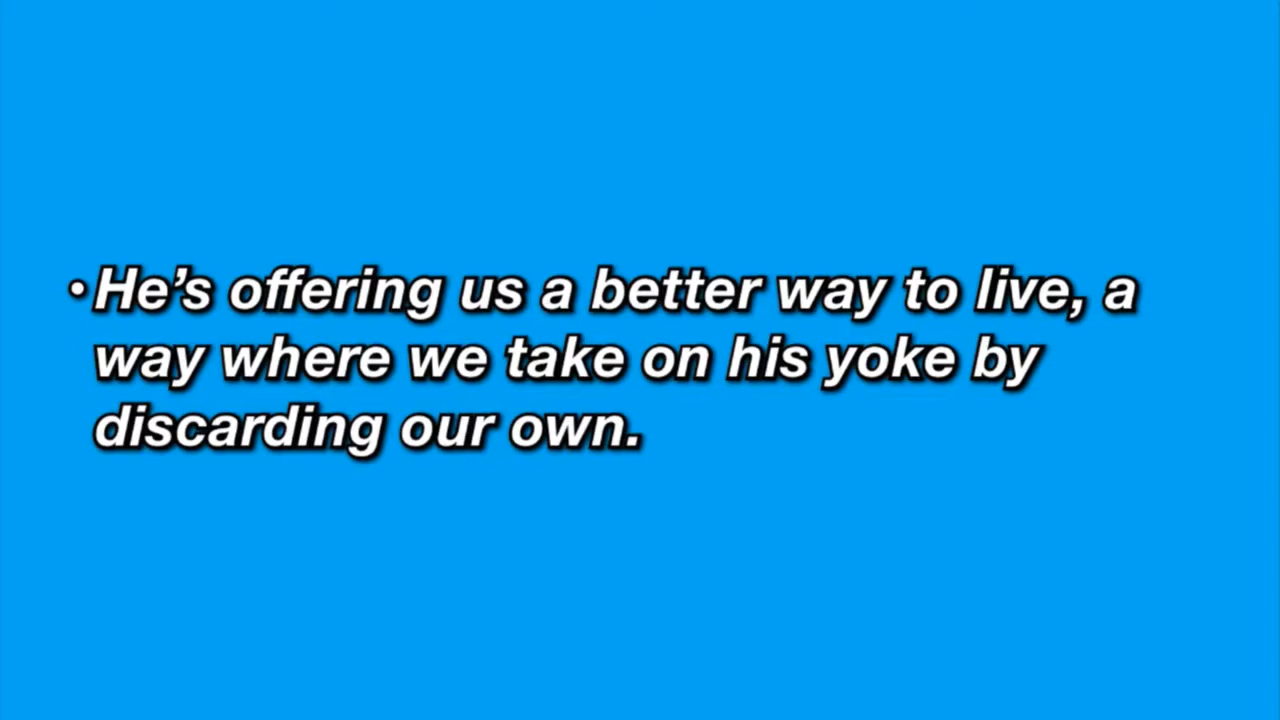 • He’s offering us a better way to live, a
way where we take on his yoke by
discarding our own.